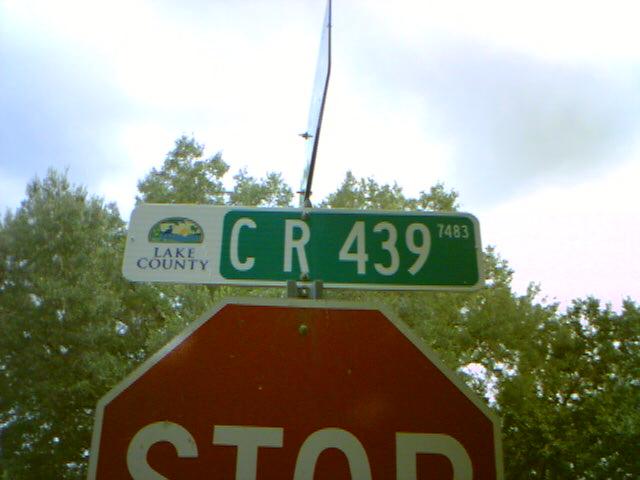 LAKE
COUNTY
C R 439 7483
STOP